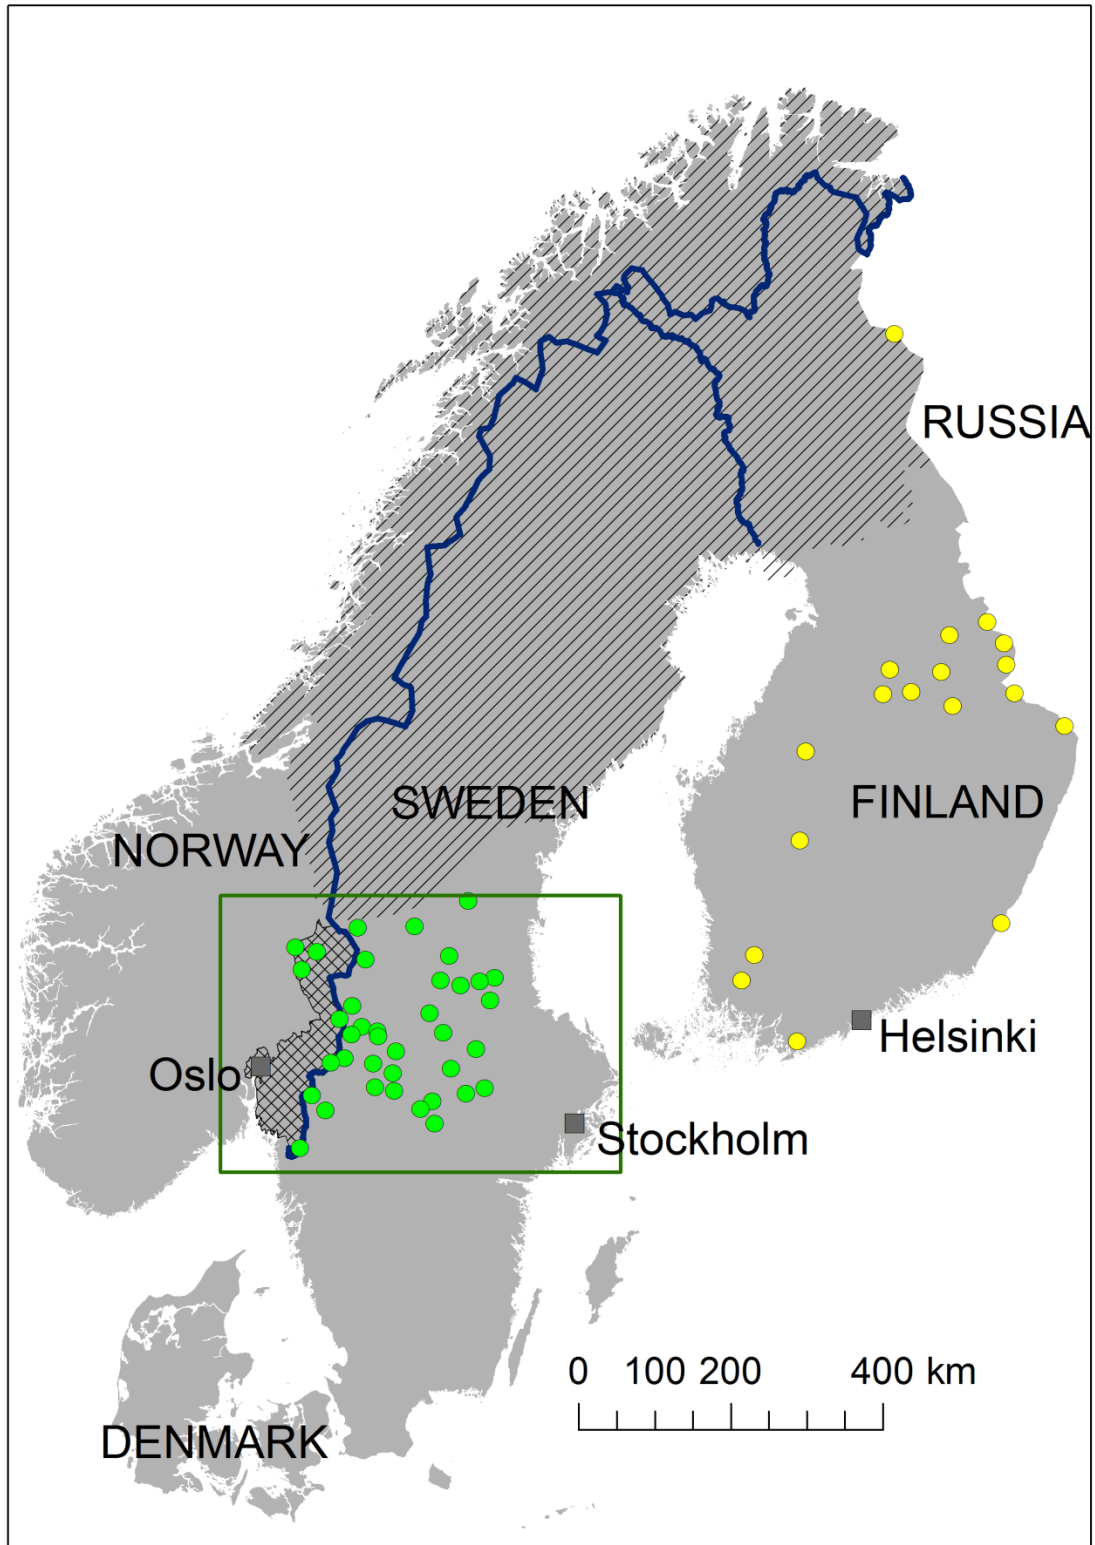 RUSSIA
SWEDEN
FINLAND
NORWAY
Helsinki
Oslo
Stockholm
0 100 200 400 km
DENMARK